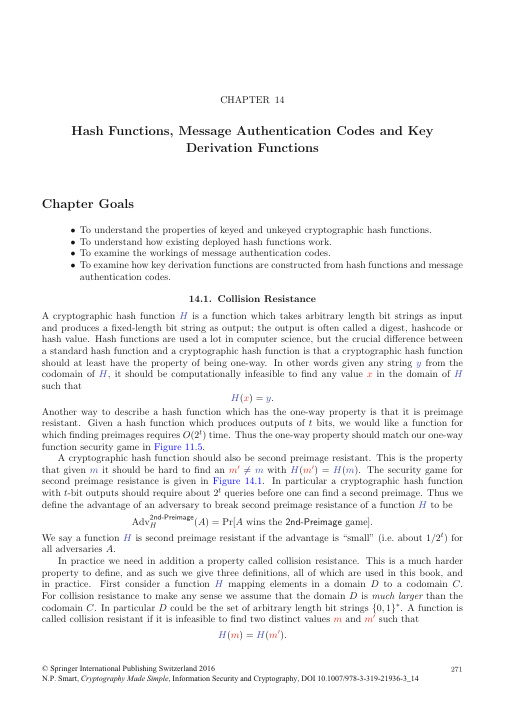 CHAPTER 14
Hash Functions, Message Authentication Codes and Key
Derivation Functions
Chapter Goals
• To understand the properties of keyed and unkeyed cryptographic hash functions.
• To understand how existing deployed hash functions work.
• To examine the workings of message authentication codes.
• To examine how key derivation functions are constructed from hash functions and message
authentication codes.
14.1. Collision Resistance
A cryptographic hash function H is a function which takes arbitrary length bit strings as input
and produces a fixed-length bit string as output; the output is often called a digest, hashcode or
hash value. Hash functions are used a lot in computer science, but the crucial difference between
a standard hash function and a cryptographic hash function is that a cryptographic hash function
should at least have the property of being one-way. In other words given any string y from the
codomain of H, it should be computationally infeasible to find any value x in the domain of H
such that
H(x) = y.
Another way to describe a hash function which has the one-way property is that it is preimage
resistant. Given a hash function which produces outputs of t bits, we would like a function for
which finding preimages requires O(2^t) time. Thus the one-way property should match our one-way
function security game in Figure 11.5.
A cryptographic hash function should also be second preimage resistant. This is the property
that given m it should be hard to find an m′ ≠ m with H(m′) = H(m). The security game for
second preimage resistance is given in Figure 14.1. In particular a cryptographic hash function
with t-bit outputs should require about 2^t queries before one can find a second preimage. Thus we
define the advantage of an adversary to break second preimage resistance of a function H to be
Adv_H^{2nd-Preimage}(A) = Pr[A wins the 2nd-Preimage game].
We say a function H is second preimage resistant if the advantage is “small” (i.e. about 1/2^t) for
all adversaries A.
In practice we need in addition a property called collision resistance. This is a much harder
property to define, and as such we give three definitions, all of which are used in this book, and
in practice. First consider a function H mapping elements in a domain D to a codomain C.
For collision resistance to make any sense we assume that the domain D is much larger than the
codomain C. In particular D could be the set of arbitrary length bit strings {0, 1}*. A function is
called collision resistant if it is infeasible to find two distinct values m and m′ such that
H(m) = H(m′).
© Springer International Publishing Switzerland 2016
271
N.P. Smart, Cryptography Made Simple, Information Security and Cryptography, DOI 10.1007/978-3-319-21936-3_14